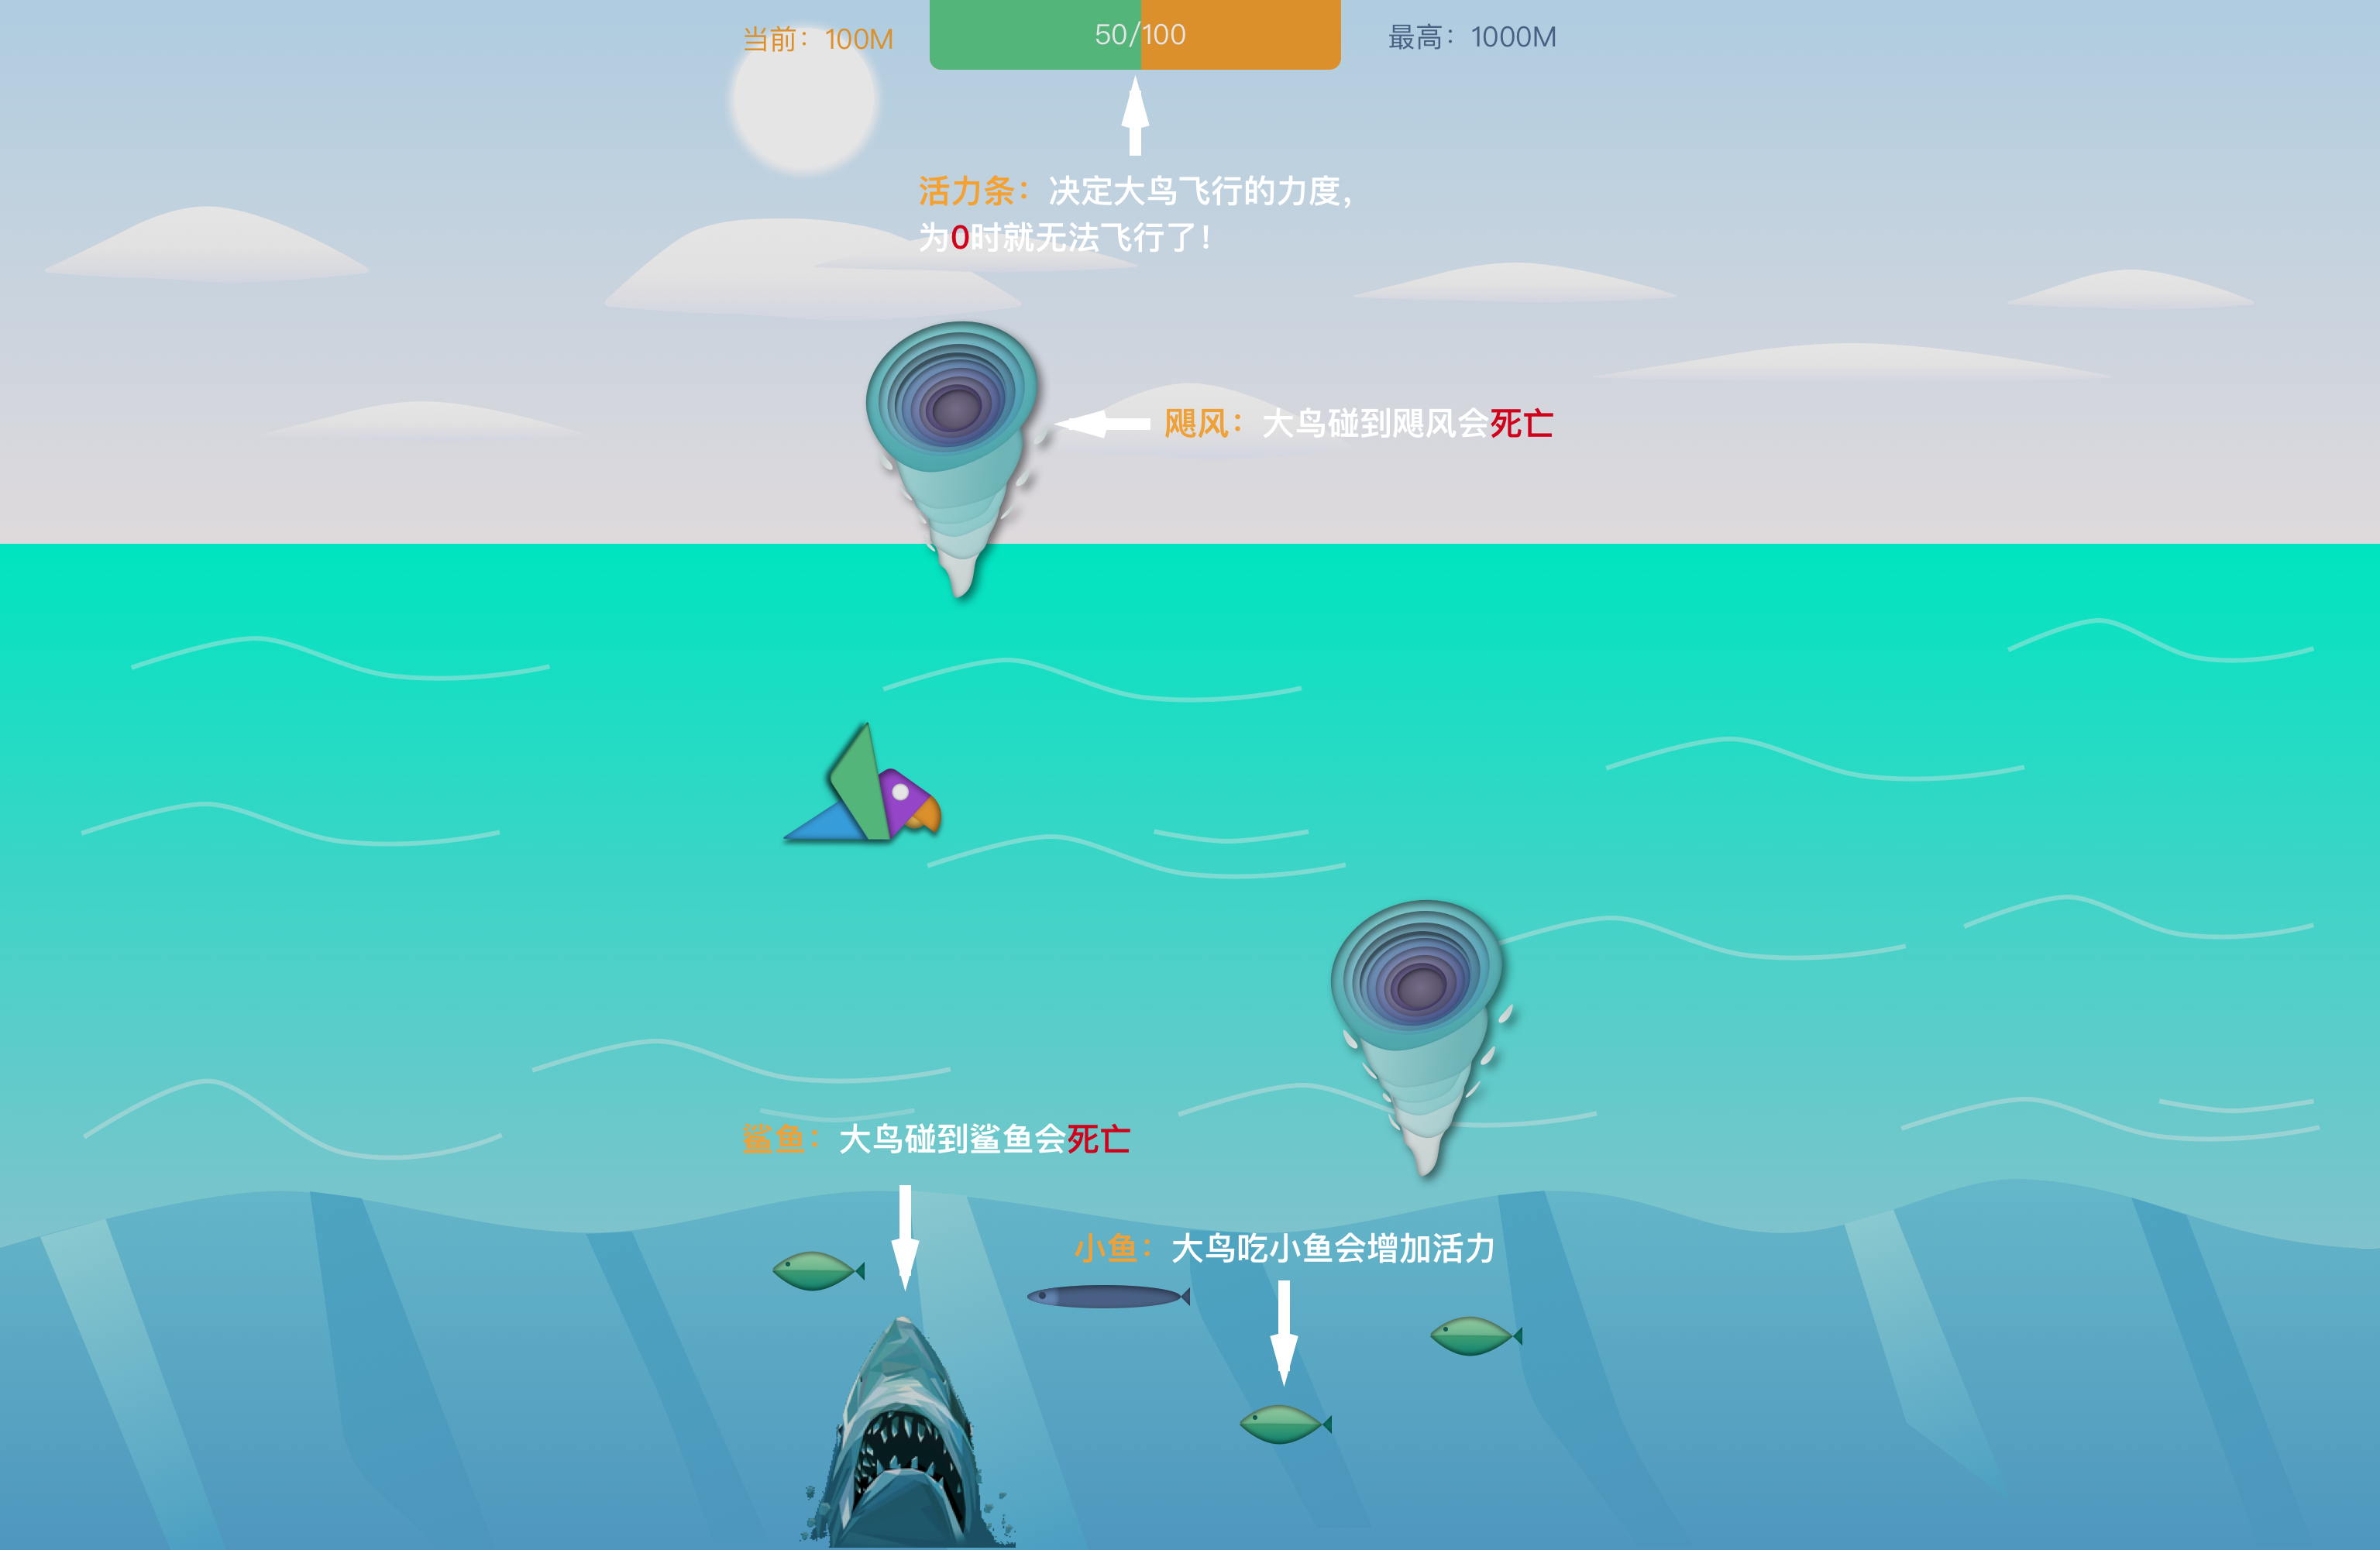 当前：100M
50/100
最高：1000M
活力条：决定大鸟飞行的力度，
为0时就无法飞行了！
飓风：大鸟碰到飓风会死亡
鲨鱼：大鸟碰到鲨鱼会死亡
小鱼：大鸟吃小鱼会增加活力